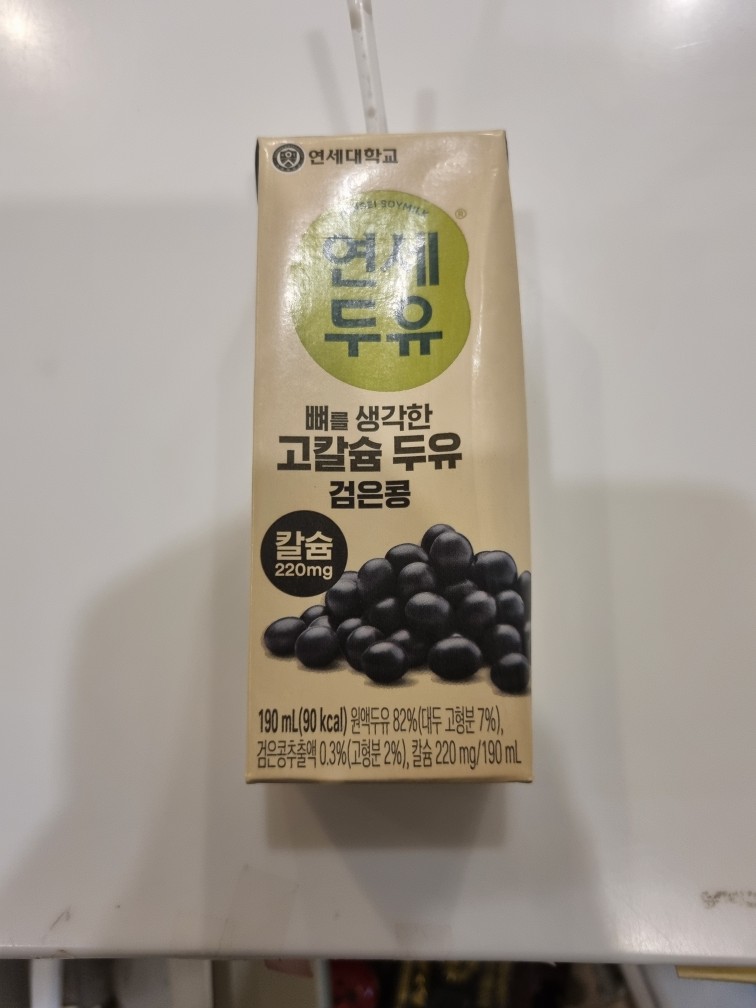 연세대학교
SOYMILK
®
연세
두유
뼈를 생각한
고칼슘 두유
검은콩
칼슘
220mg
190 mL(90 kcal) 원액두유 82%(대두 고형분 7%),
검은콩추출액 0.3%(고형분 2%), 칼슘 220 mg/190 mL